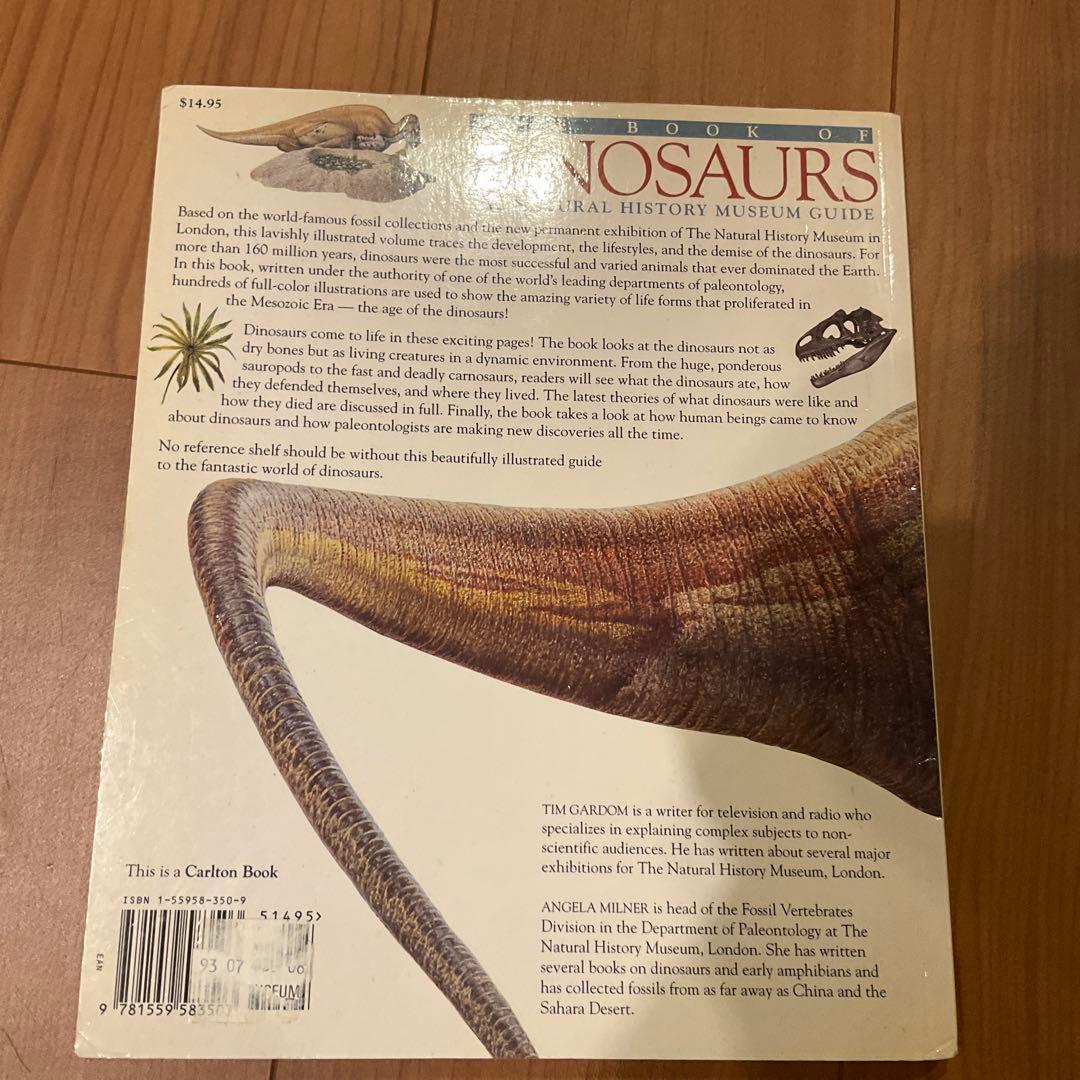 $14.95
BOOK OF
NOSAURS
URAL HISTORY MUSEUM GUIDE
Based on the world-famous fossil collections and the new permanent exhibition of The Natural History Museum in
London, this lavishly illustrated volume traces the development, the lifestyles, and the demise of the dinosaurs. For
more than 160 million years, dinosaurs were the most successful and varied animals that ever dominated the Earth.
In this book, written under the authority of one of the world's leading departments of paleontology,
hundreds of full-color illustrations are used to show the amazing variety of life forms that proliferated in
the Mesozoic Era — the age of the dinosaurs!
Dinosaurs come to life in these exciting pages! The book looks at the dinosaurs not as
dry bones but as living creatures in a dynamic environment. From the huge, ponderous
sauropods to the fast and deadly carnosaurs, readers will see what the dinosaurs ate, how
they defended themselves, and where they lived. The latest theories of what dinosaurs were like and
how they died are discussed in full. Finally, the book takes a look at how human beings came to know
about dinosaurs and how paleontologists are making new discoveries all the time.
No reference shelf should be without this beautifully illustrated guide
to the fantastic world of dinosaurs.
TIM GARDOM is a writer for television and radio who
specializes in explaining complex subjects to non-
scientific audiences. He has written about several major
exhibitions for The Natural History Museum, London.
ANGELA MILNER is head of the Fossil Vertebrates
Division in the Department of Paleontology at The
Natural History Museum, London. She has written
several books on dinosaurs and early amphibians and
has collected fossils from as far away as China and the
Sahara Desert.
This is a Carlton Book
ISBN 1-55958-350-9
51495>
93 07
EAN
9 781559 58350